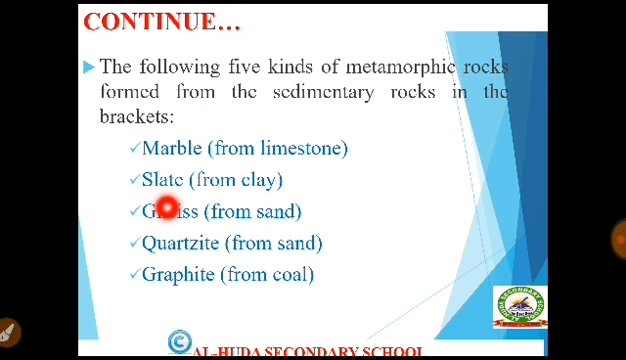 CONTINUE…
The following five kinds of metamorphic rocks
formed from the sedimentary rocks in the
brackets:
Marble (from limestone)
Slate (from clay)
(from sand)
Quartzite (from sand)
Graphite (from coal)
© AL-HUDA SECONDARY SCHOOL